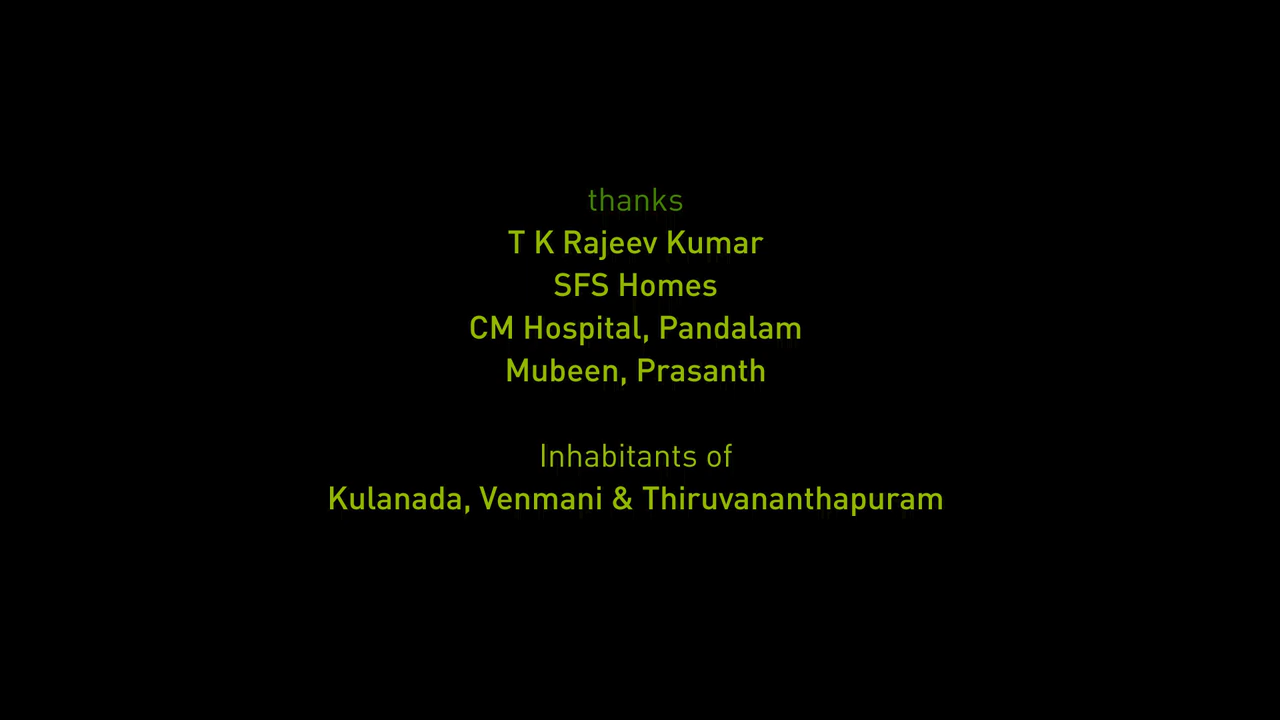 thanks
T K Rajeev Kumar
SFS Homes
CM Hospital, Pandalam
Mubeen, Prasanth
Inhabitants of
Kulanada, Venmani & Thiruvananthapuram